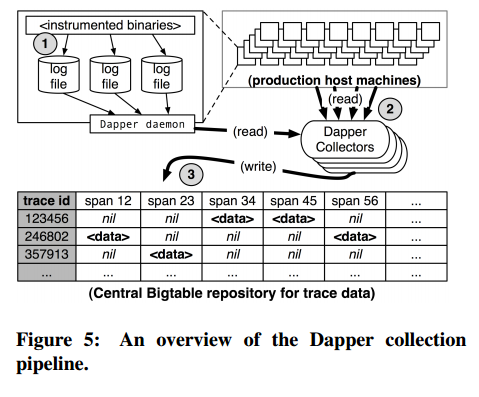 <instrumented binaries>
1
log file
log file
log file
Dapper daemon
(production host machines)
(read)
2
(read)
Dapper Collectors
(write)
3
trace id span 12 span 23 span 34 span 45 span 56 ...
123456 nil nil <data> <data> nil ...
246802 <data> nil nil nil <data> ...
357913 nil <data> nil nil nil ...
... ... ... ... ... ... ...
(Central Bigtable repository for trace data)
Figure 5: An overview of the Dapper collection
pipeline.